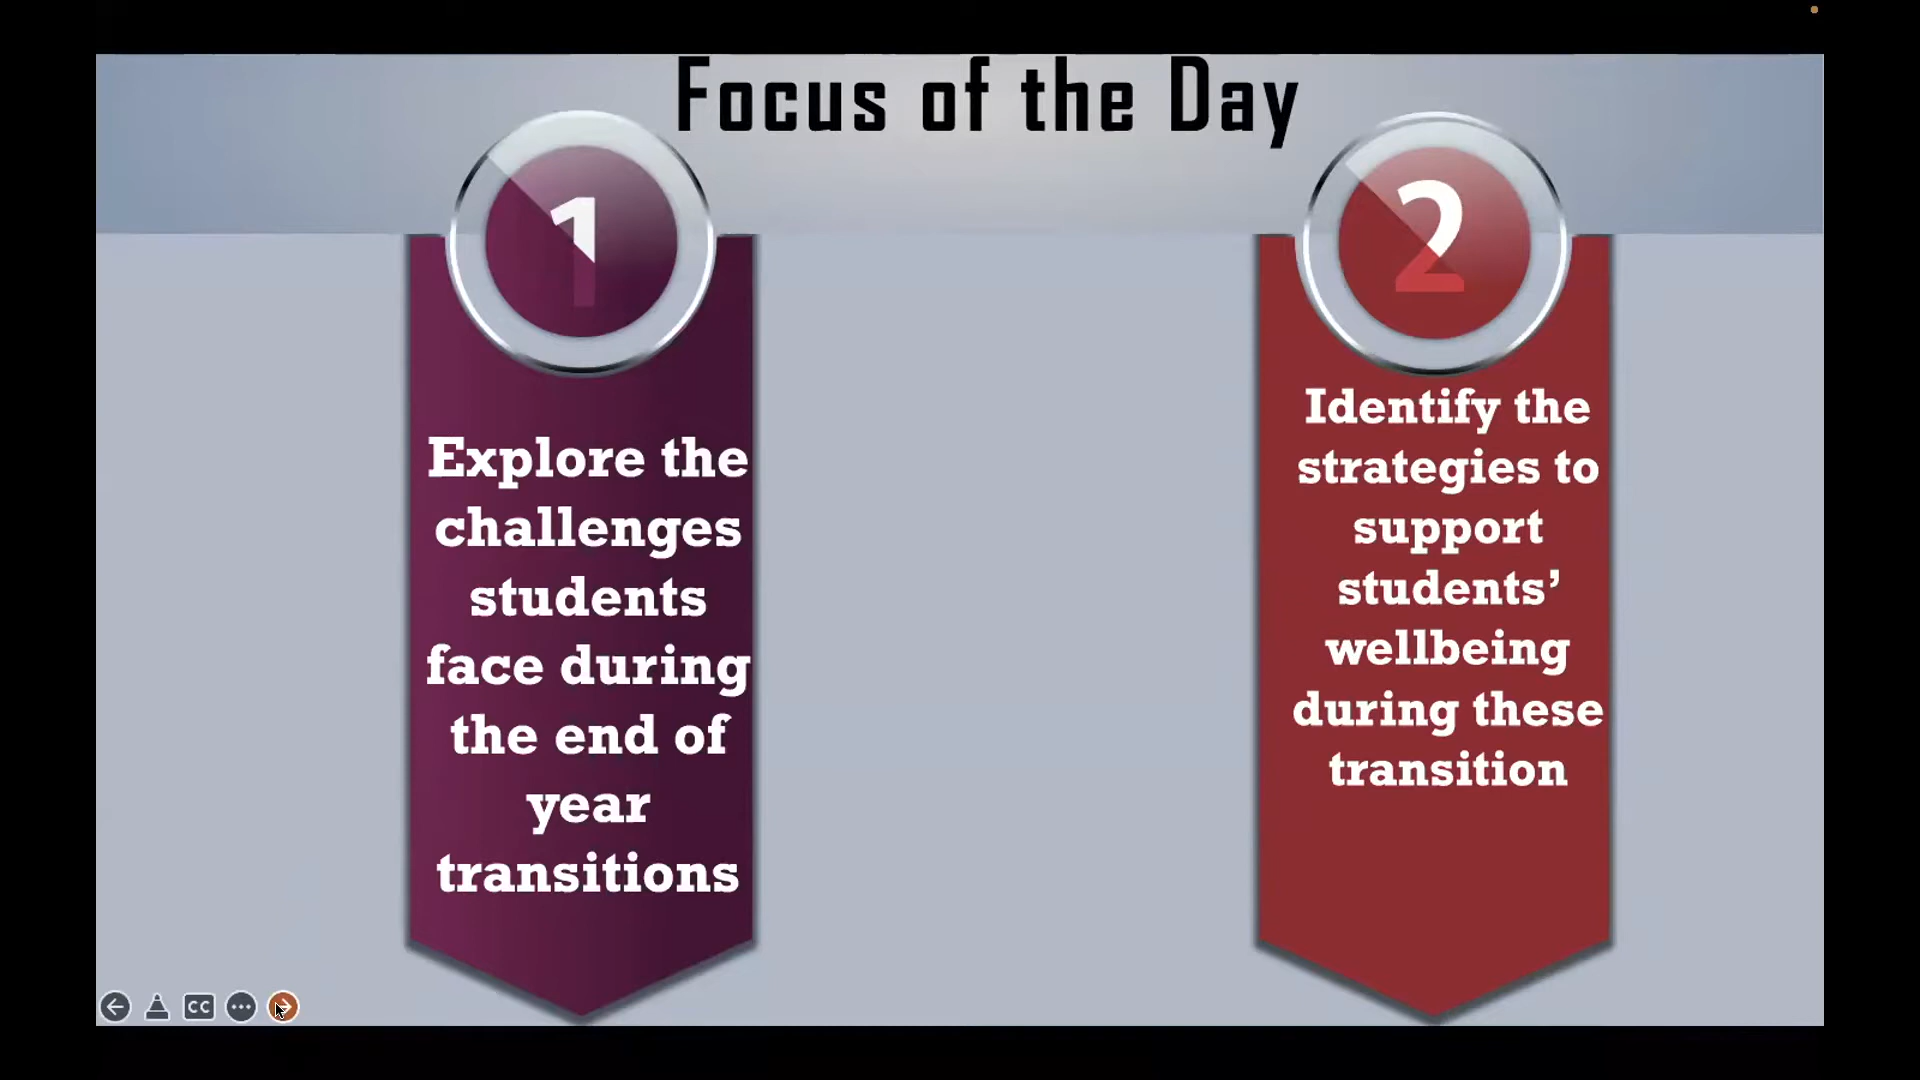 Focus of the Day
1
Explore the
challenges
students
face during
the end of
year
transitions
2
Identify the
strategies to
support
students’
wellbeing
during these
transition
CC